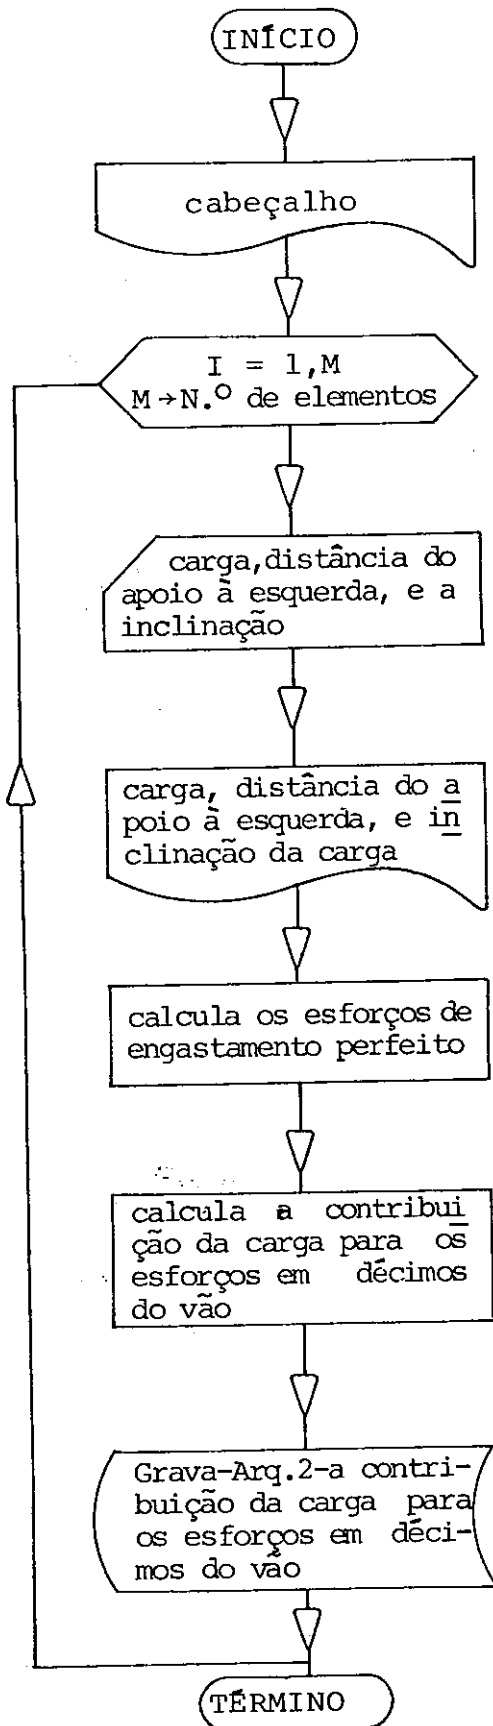 INÍCIO
cabeçalho
I = 1,M
M→N.º de elementos
carga,distância do
apoio à esquerda, e a
inclinação
carga, distância do a
poio à esquerda, e in
clinação da carga
calcula os esforços de
engastamento perfeito
calcula a contribui
ção da carga para os
esforços em décimos
do vão
Grava-Arq.2-a contri-
buição da carga para
os esforços em déci-
mos do vão
TÉRMINO